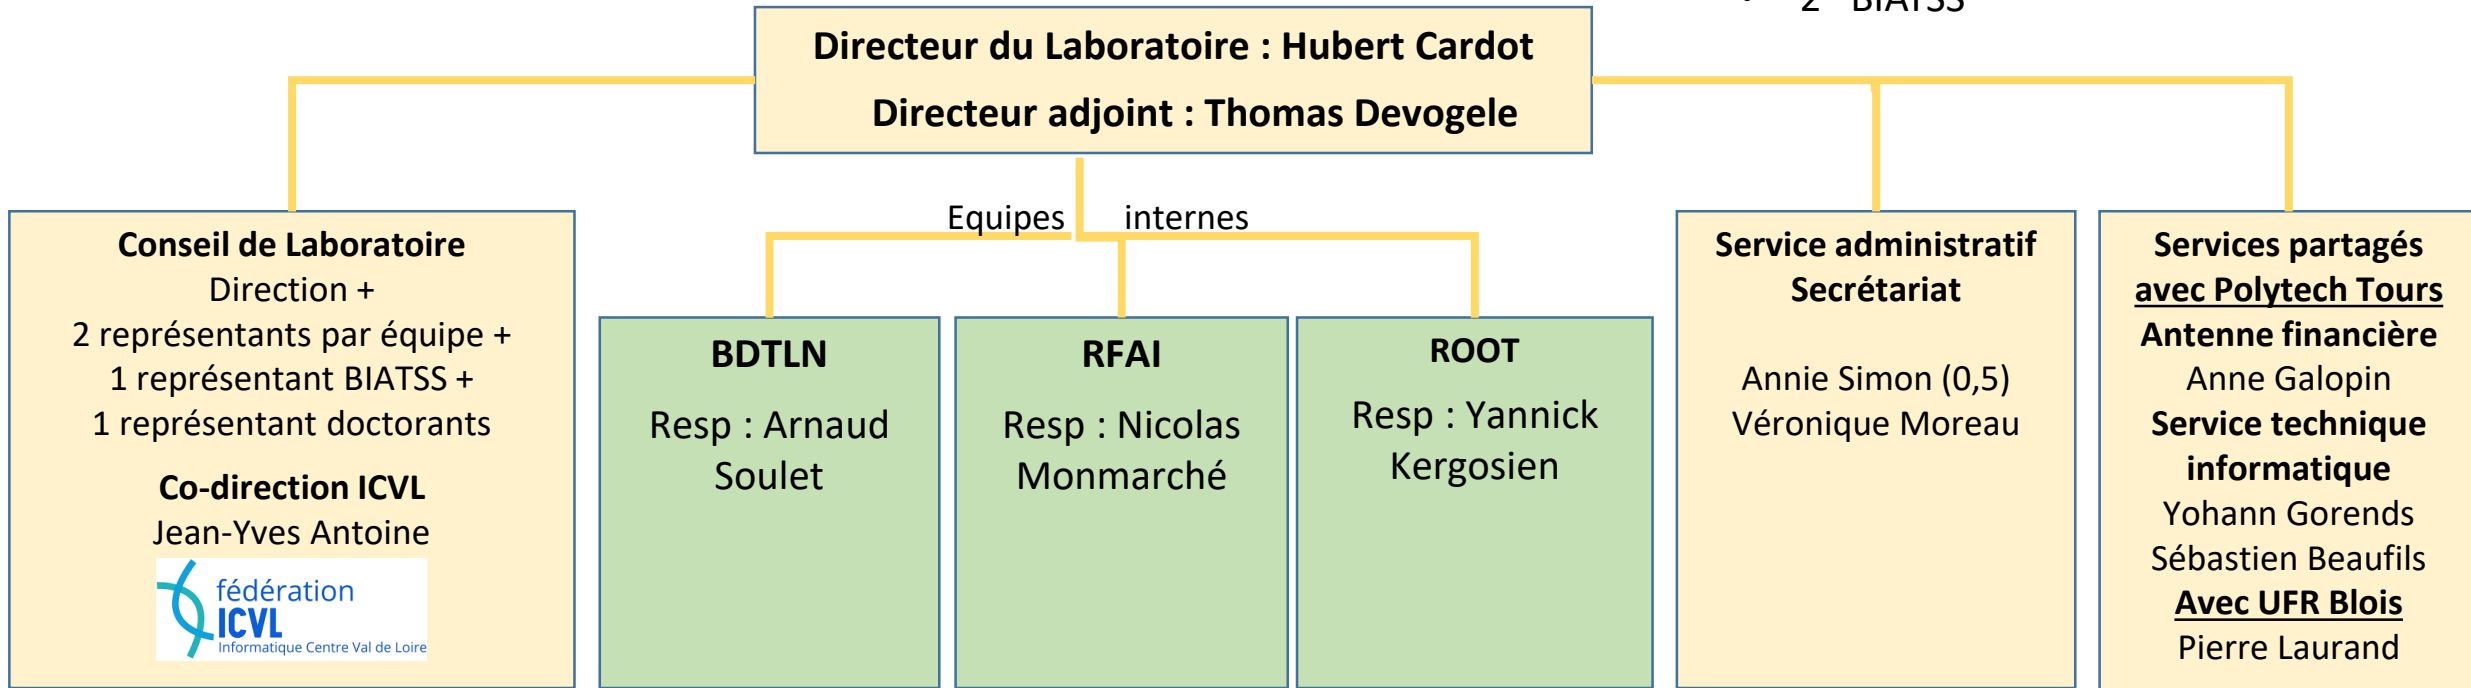 2 BIATSS
Directeur du Laboratoire : Hubert Cardot
Directeur adjoint : Thomas Devogele
Equipes internes
Conseil de Laboratoire
Direction +
2 représentants par équipe +
1 représentant BIATSS +
1 représentant doctorants
Co-direction ICVL
Jean-Yves Antoine
fédération
ICVL
Informatique Centre Val de Loire
BDTLN
Resp : Arnaud
Soulet
RFAI
Resp : Nicolas
Monmarché
ROOT
Resp : Yannick
Kergosien
Service administratif
Secrétariat
Annie Simon (0,5)
Véronique Moreau
Services partagés
avec Polytech Tours
Antenne financière
Anne Galopin
Service technique
informatique
Yohann Gorends
Sébastien Beaufils
Avec UFR Blois
Pierre Laurand